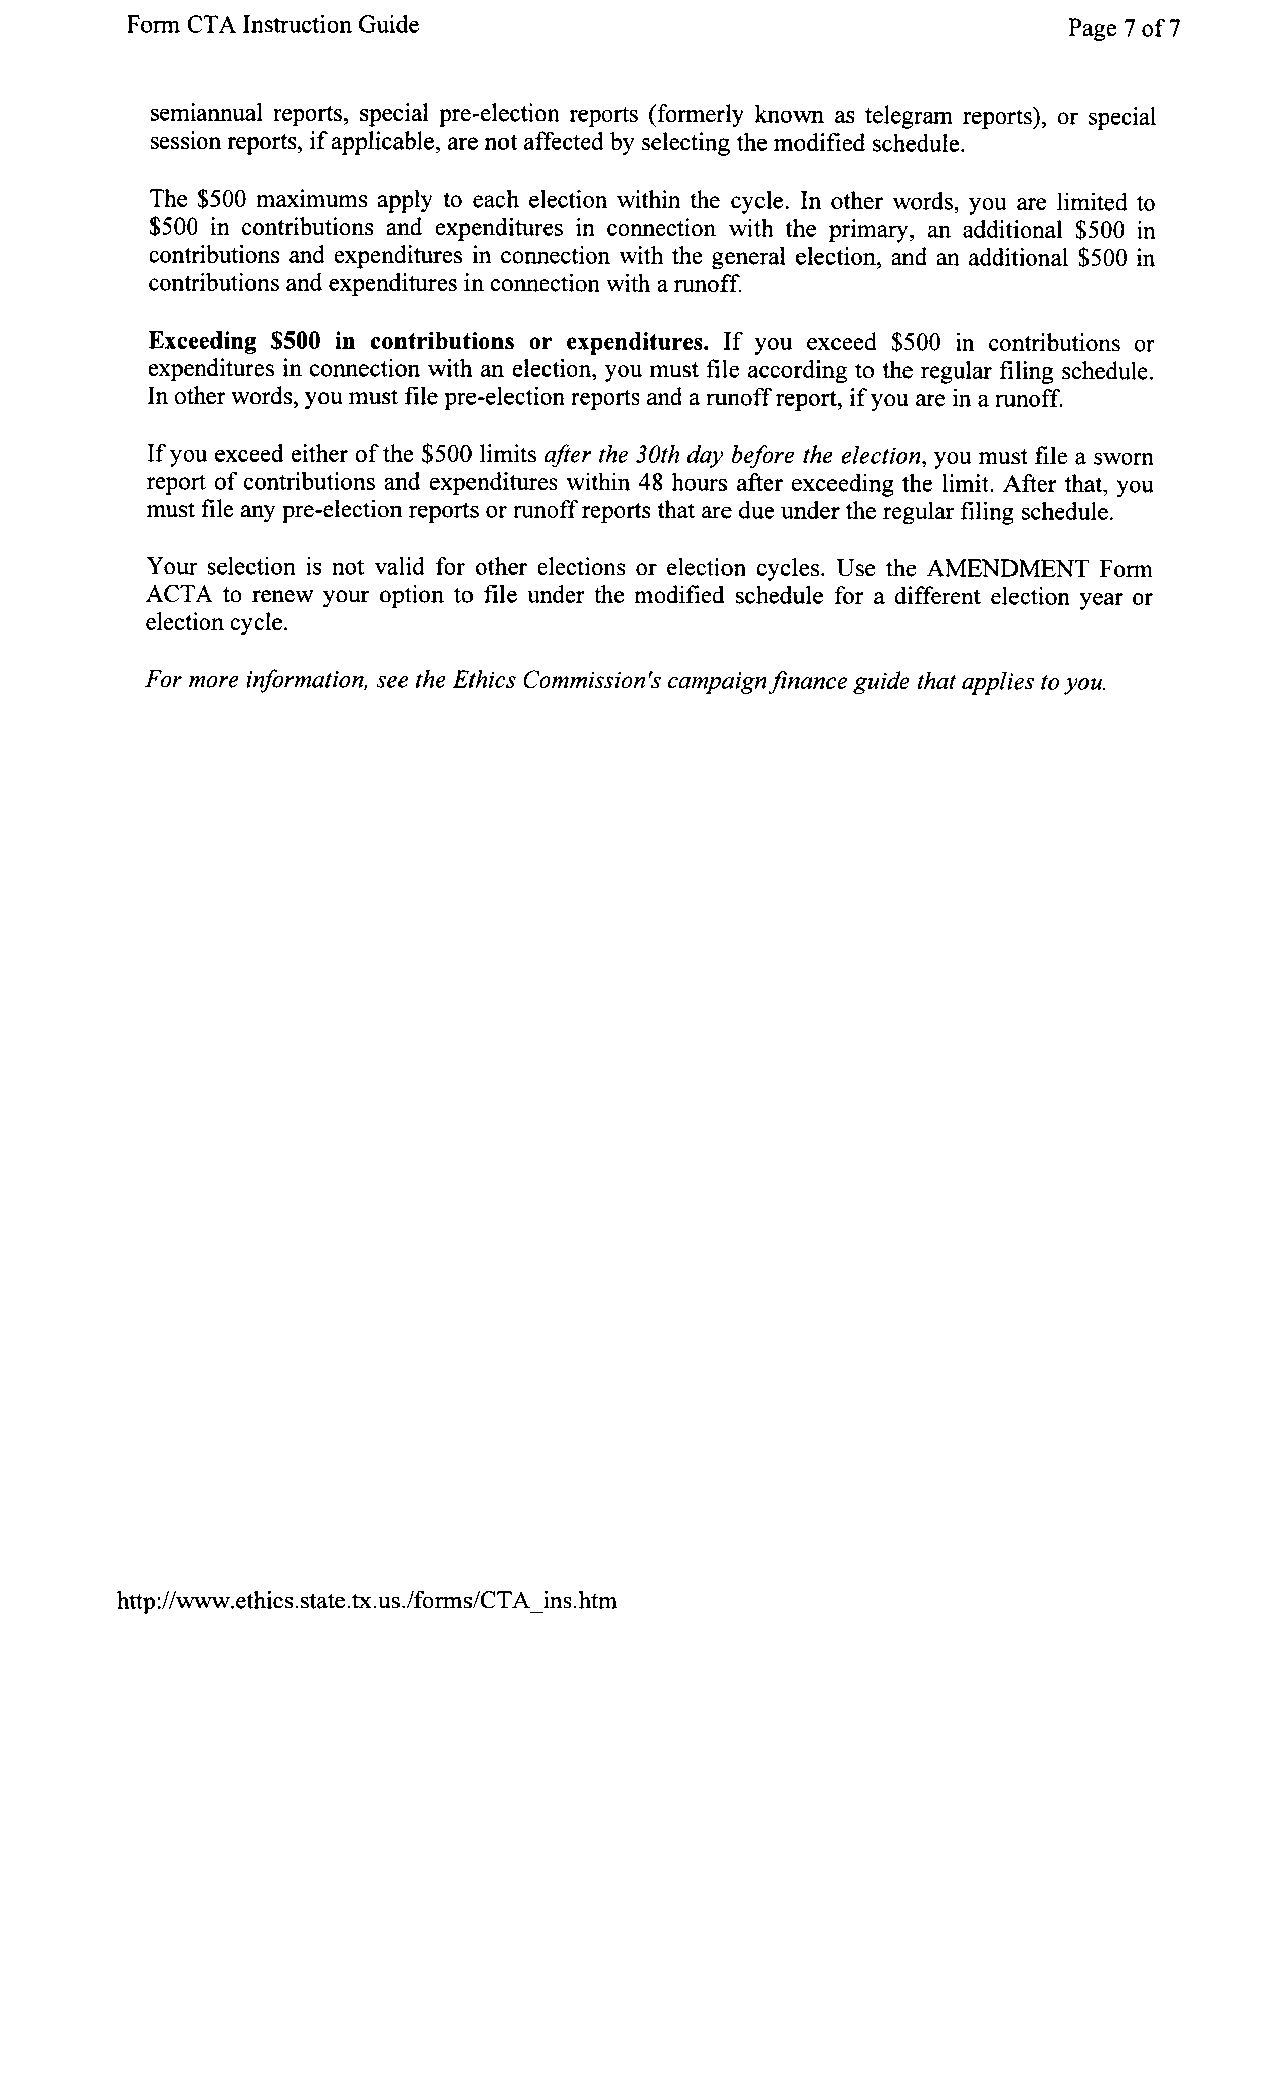 Form CTA Instruction Guide
Page 7 of 7
semiannual reports, special pre-election reports (formerly known as telegram reports), or special
session reports, if applicable, are not affected by selecting the modified schedule.
The $500 maximums apply to each election within the cycle. In other words, you are limited to
$500 in contributions and expenditures in connection with the primary, an additional $500 in
contributions and expenditures in connection with the general election, and an additional $500 in
contributions and expenditures in connection with a runoff.
Exceeding $500 in contributions or expenditures. If you exceed $500 in contributions or
expenditures in connection with an election, you must file according to the regular filing schedule.
In other words, you must file pre-election reports and a runoff report, if you are in a runoff.
If you exceed either of the $500 limits after the 30th day before the election, you must file a sworn
report of contributions and expenditures within 48 hours after exceeding the limit. After that, you
must file any pre-election reports or runoff reports that are due under the regular filing schedule.
Your selection is not valid for other elections or election cycles. Use the AMENDMENT Form
ACTA to renew your option to file under the modified schedule for a different election year or
election cycle.
For more information, see the Ethics Commission's campaign finance guide that applies to you.
http://www.ethics.state.tx.us./forms/CTA_ins.htm